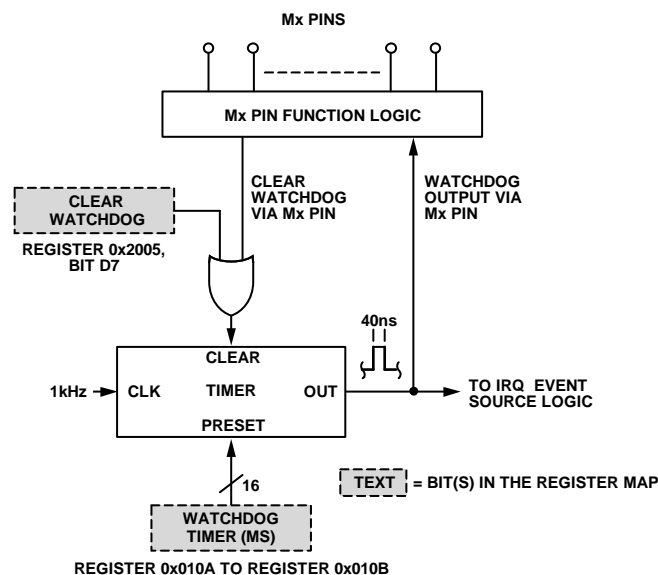 Mx PINS
Mx PIN FUNCTION LOGIC
CLEAR
WATCHDOG
VIA Mx PIN
WATCHDOG
OUTPUT VIA
Mx PIN
CLEAR
WATCHDOG
REGISTER 0x2005,
BIT D7
40ns
CLEAR
1kHz
CLK
TIMER
OUT
PRESET
TO IRQ EVENT
SOURCE LOGIC
16
TEXT = BIT(S) IN THE REGISTER MAP
WATCHDOG
TIMER (MS)
REGISTER 0x010A TO REGISTER 0x010B